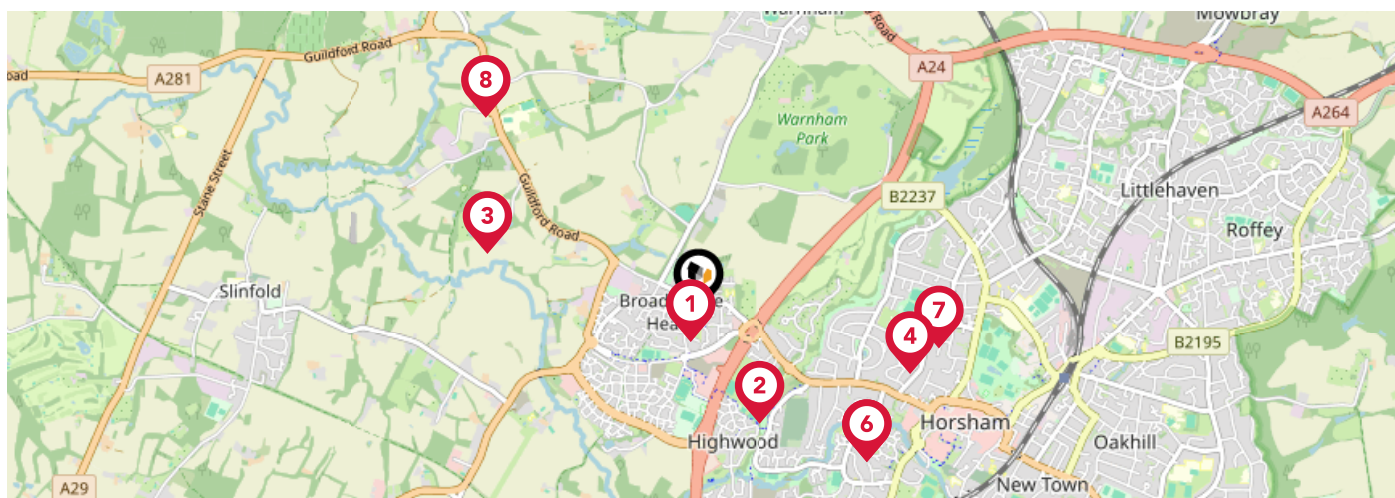 Warnham
Mowbray
Guildford Road
Road
oad
A281
8
A24
A264
Warnham
Park
Stane Street
B2237
Littlehaven
3
Guildford Road
Roffey
Slinfold
1
7
4
B2195
2
6
Highwood
Horsham
Oakhill
A29
New Town